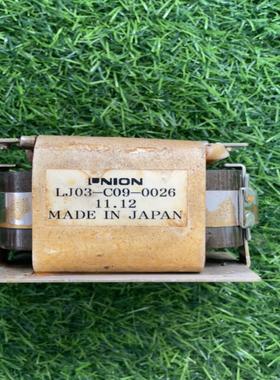 UNION
LJ03-C09-0026
11.12
MADE IN JAPAN